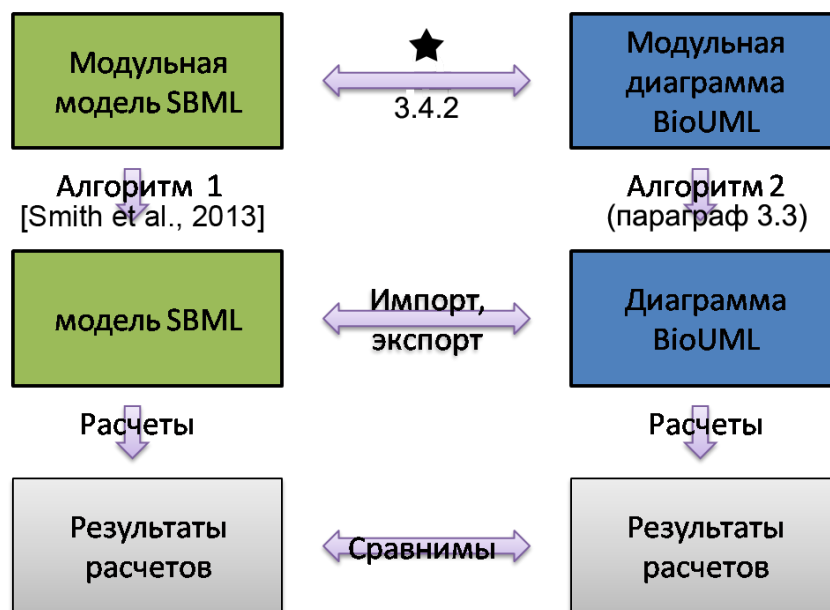 Модульная
модель SBML
3.4.2
Модульная
диаграмма
BioUML
Алгоритм 1
[Smith et al., 2013]
Алгоритм 2
(параграф 3.3)
модель SBML
Импорт,
экспорт
Диаграмма
BioUML
Расчеты
Расчеты
Результаты
расчетов
Сравнимы
Результаты
расчетов